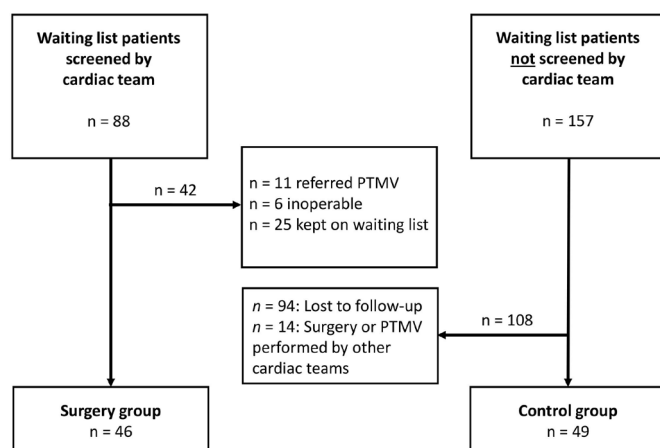 Waiting list patients
screened by
cardiac team
n = 88
Waiting list patients
not screened by
cardiac team
n = 157
n = 42
n = 11 referred PTMV
n = 6 inoperable
n = 25 kept on waiting list
n = 94: Lost to follow-up
n = 14: Surgery or PTMV
performed by other
cardiac teams
n = 108
Surgery group
n = 46
Control group
n = 49